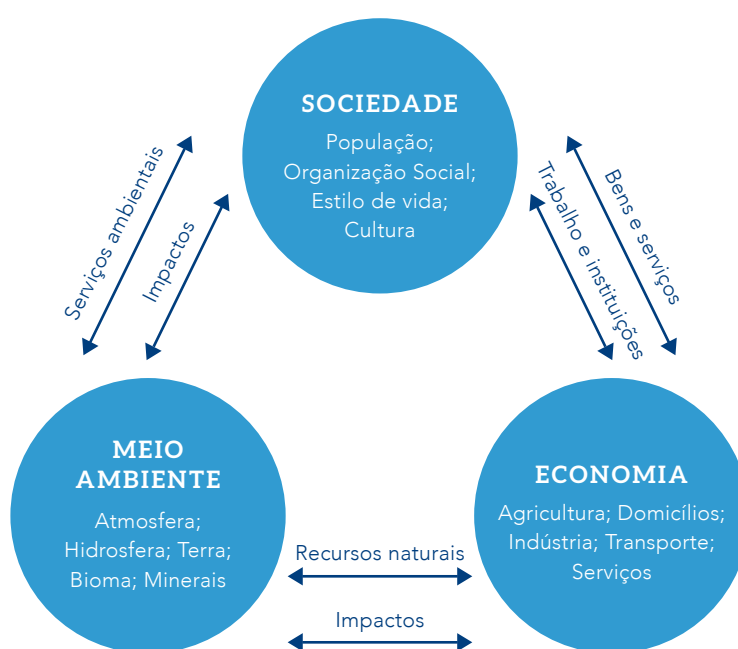 SOCIEDADE
População;
Organização Social;
Estilo de vida;
Cultura
Serviços ambientais
Impactos
Trabalho e instituições
Bens e serviços
MEIO
AMBIENTE
Atmosfera;
Hidrosfera; Terra;
Bioma; Minerais
Recursos naturais
Impactos
ECONOMIA
Agricultura; Domicílios;
Indústria; Transporte;
Serviços